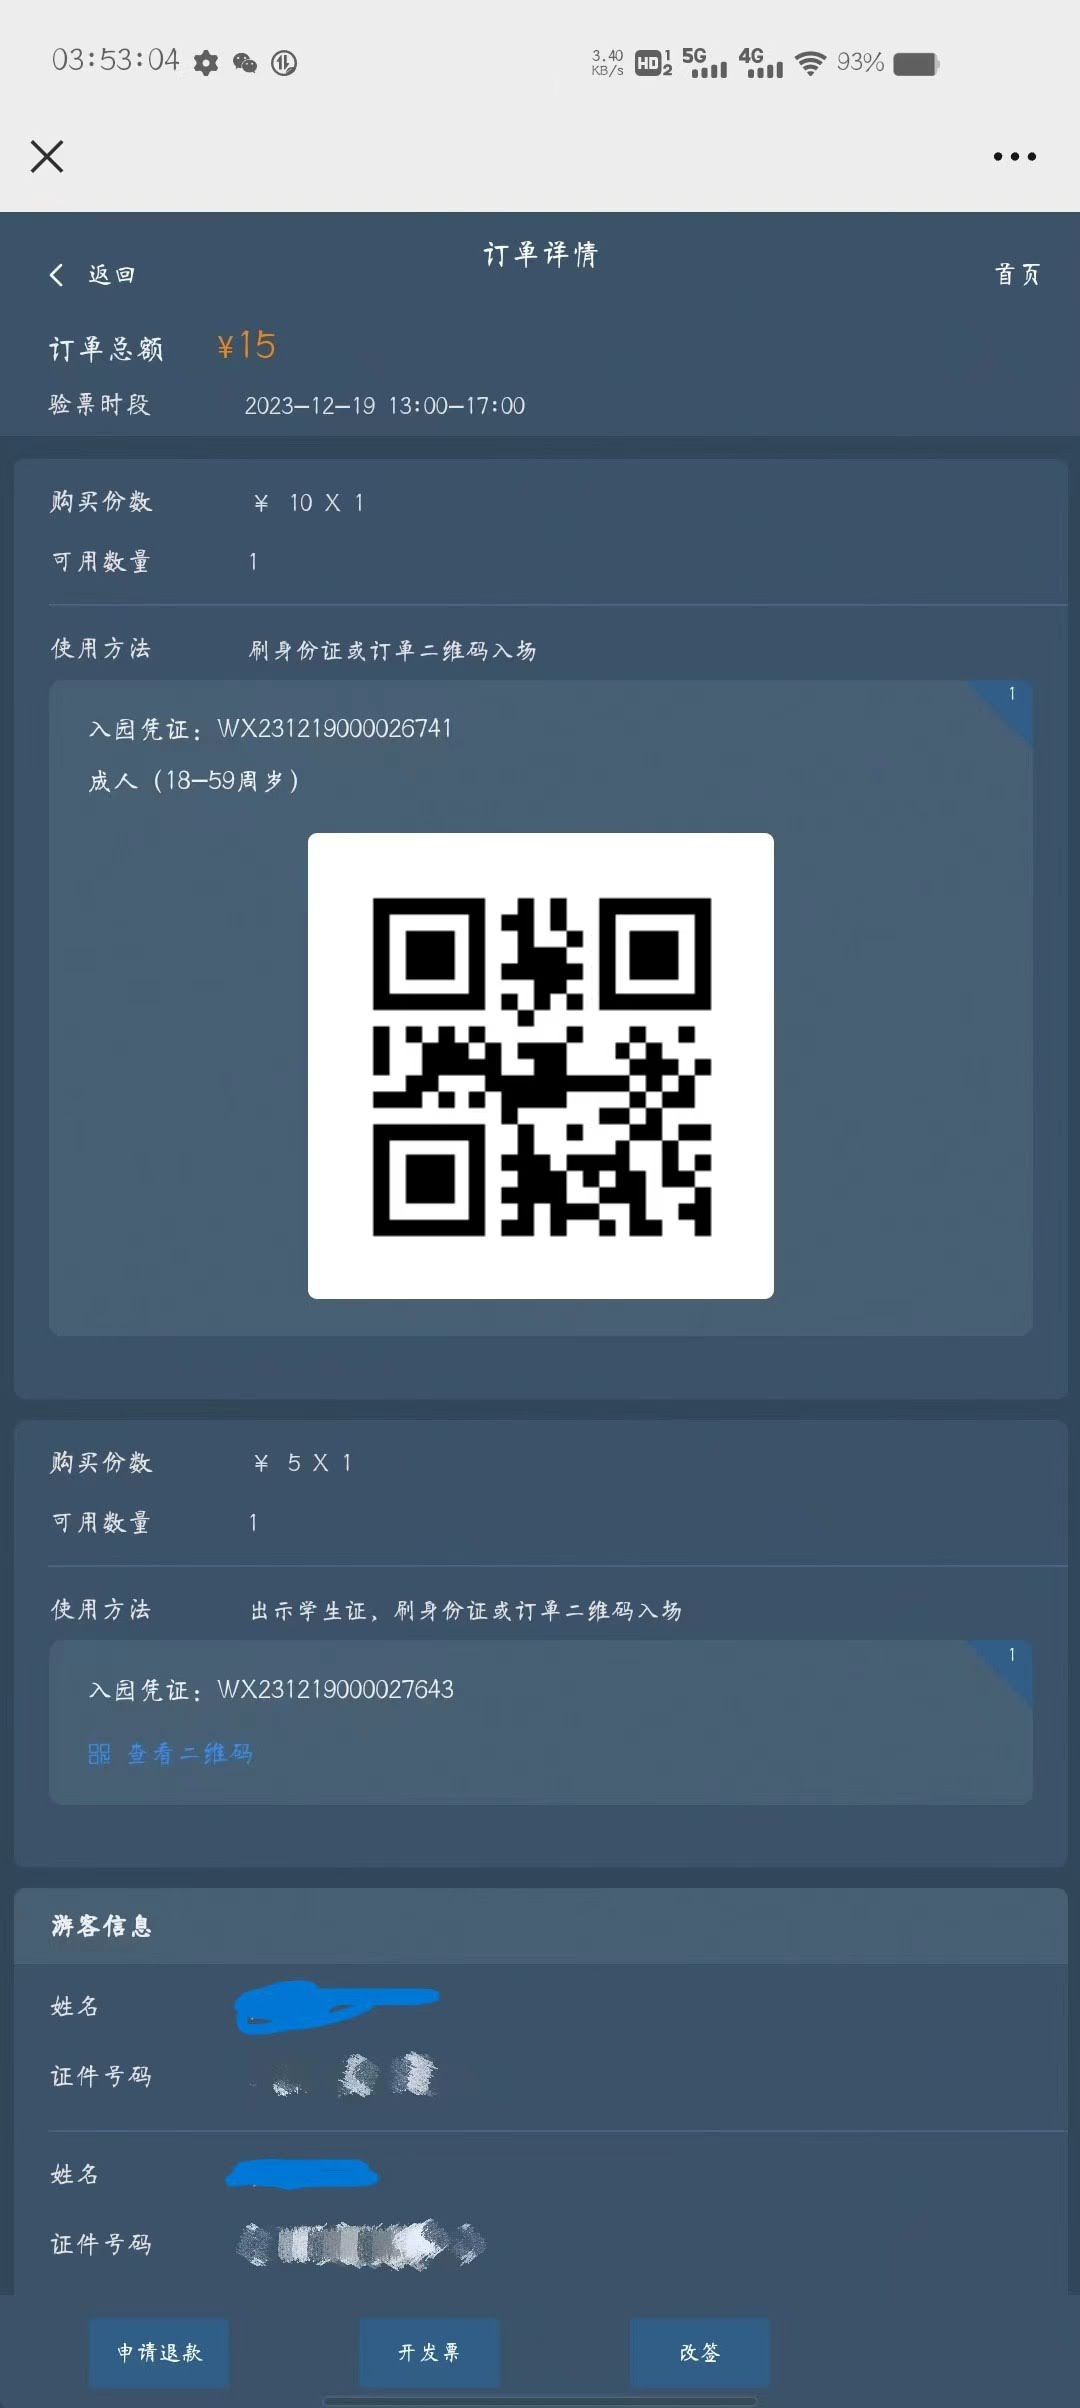 03:53:04 3.40 KB/s HD 1 2 5G 4G 93%
订单详情
返回 首页
订单总额 ¥15
验票时段 2023-12-19 13:00-17:00
购买份数 ¥ 10 X 1
可用数量 1
使用方法 刷身份证或订单二维码入场
1
入园凭证：WX231219000026741
成人（18-59周岁）
购买份数 ¥ 5 X 1
可用数量 1
使用方法 出示学生证，刷身份证或订单二维码入场
1
入园凭证：WX231219000027643
查看二维码
游客信息
姓名
证件号码
姓名
证件号码
申请退款 开发票 改签